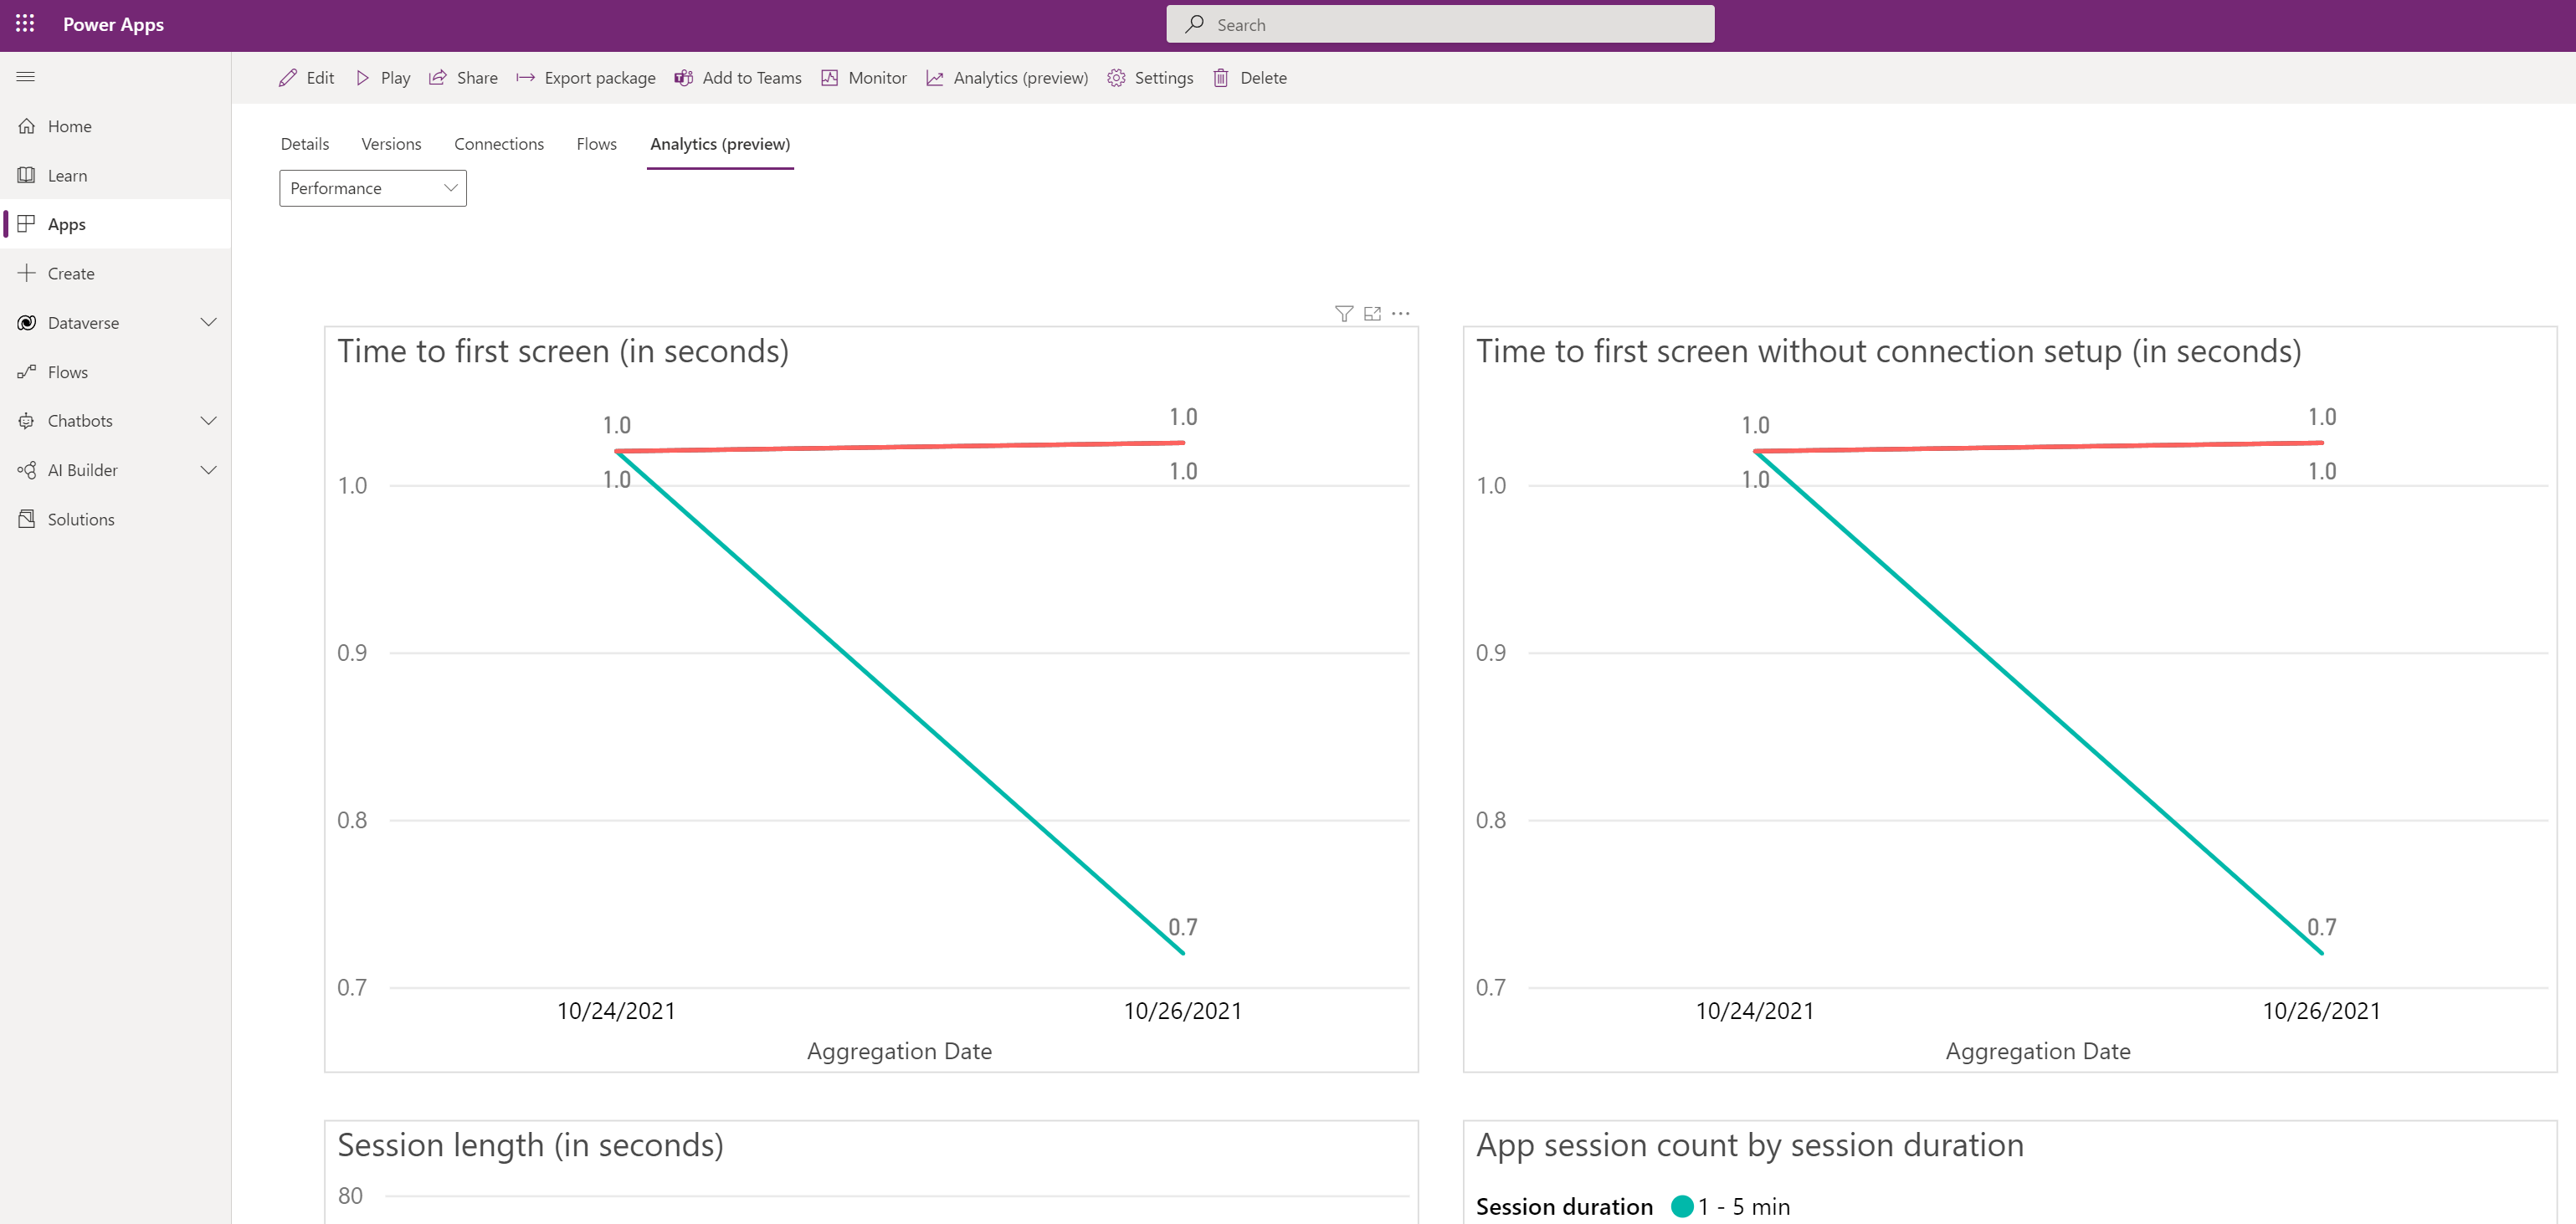 Power Apps
Search
Edit Play Share Export package Add to Teams Monitor Analytics (preview) Settings Delete
Home
Learn
Apps
Create
Dataverse
Flows
Chatbots
AI Builder
Solutions
Details Versions Connections Flows Analytics (preview)
Performance
Time to first screen (in seconds)
1.0 1.0
1.0 1.0
1.0
0.9
0.8
0.7
0.7
10/24/2021 10/26/2021
Aggregation Date
Time to first screen without connection setup (in seconds)
1.0 1.0
1.0 1.0
1.0
0.9
0.8
0.7
0.7
10/24/2021 10/26/2021
Aggregation Date
Session length (in seconds)
80
App session count by session duration
Session duration 1 - 5 min